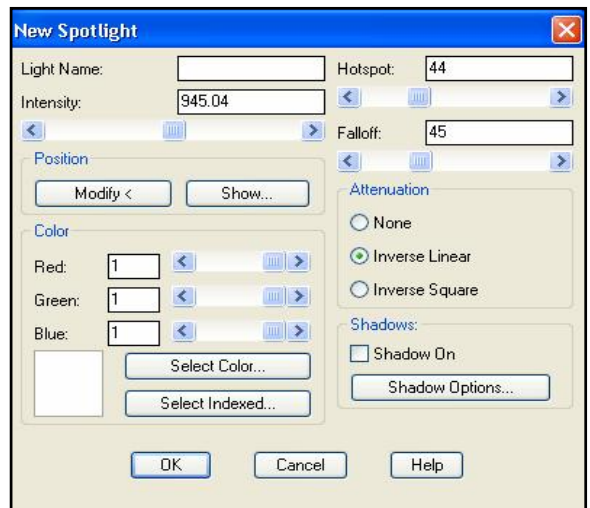 New Spotlight
Light Name:
Intensity: 945.04
Position
Modify < Show...
Color
Red: 1
Green: 1
Blue: 1
Select Color...
Select Indexed...
Hotspot: 44
Falloff: 45
Attenuation
None
Inverse Linear
Inverse Square
Shadows:
Shadow On
Shadow Options...
OK Cancel Help